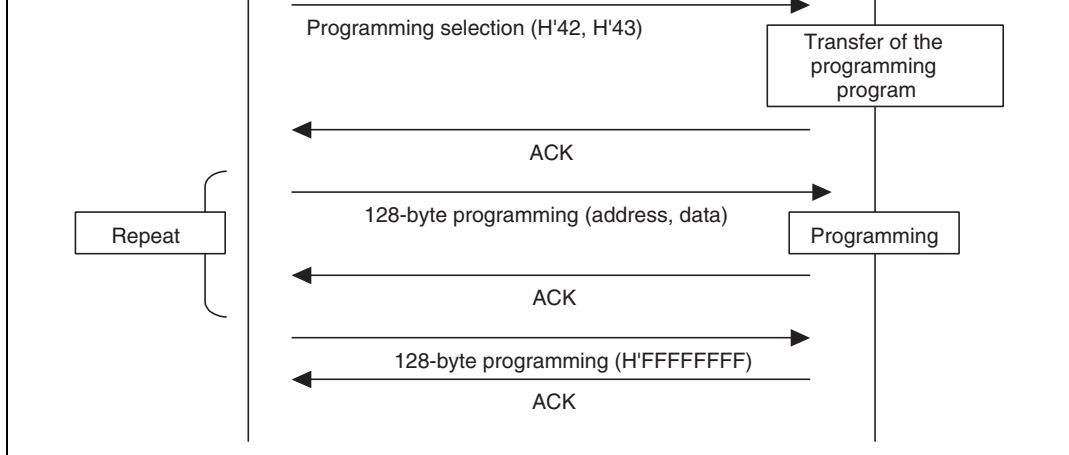 Programming selection (H'42, H'43)
Transfer of the
programming
program
ACK
128-byte programming (address, data)
Repeat
Programming
ACK
128-byte programming (H'FFFFFFFF)
ACK